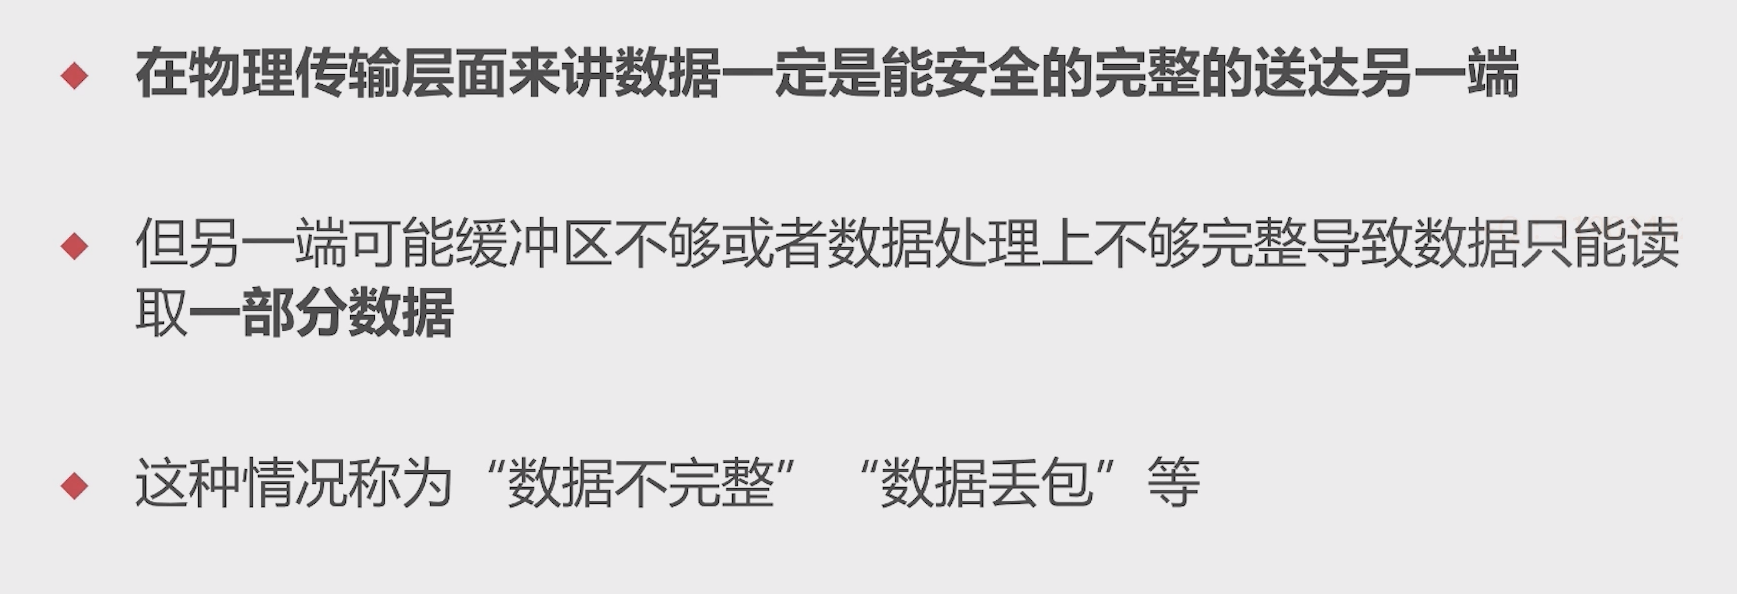 在物理传输层面来讲数据一定是能安全的完整的送达另一端
但另一端可能缓冲区不够或者数据处理上不够完整导致数据只能读
取一部分数据
这种情况称为“数据不完整” “数据丢包”等